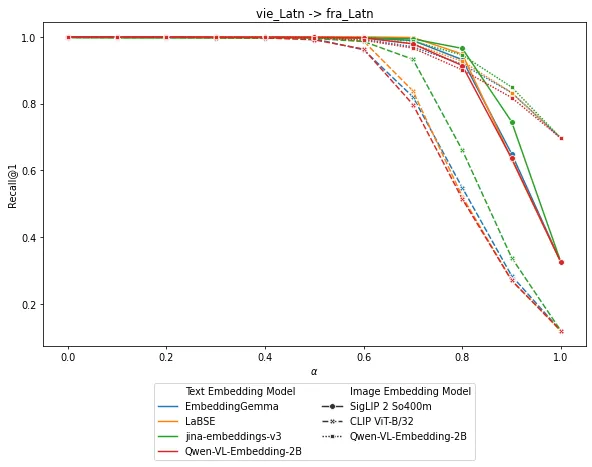 vie_Latn -> fra_Latn
Recall@1
1.0
0.8
0.6
0.4
0.2
0.0 0.2 0.4 0.6 0.8 1.0
α
Text Embedding Model Image Embedding Model
EmbeddingGemma SigLIP 2 So400m
LaBSE CLIP ViT-B/32
jina-embeddings-v3 Qwen-VL-Embedding-2B
Qwen-VL-Embedding-2B